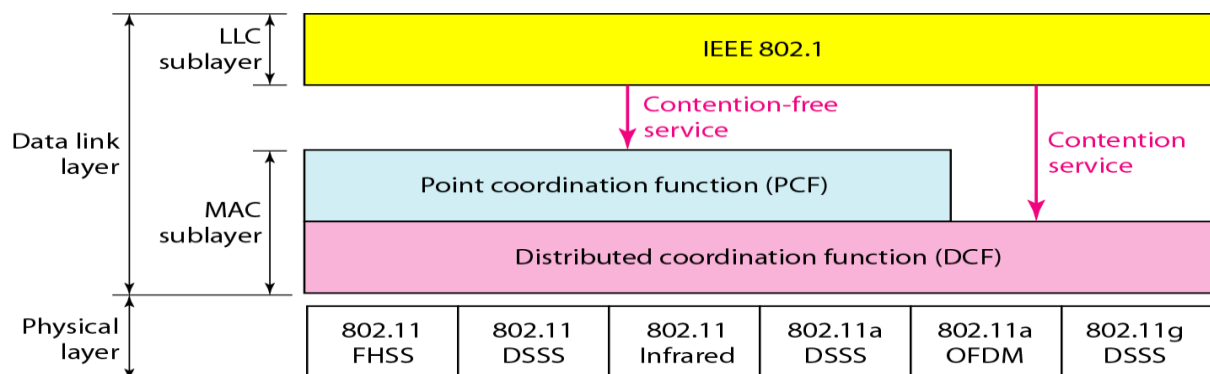 LLC
sublayer
IEEE 802.1
Contention-free
service
Contention
service
Data link
layer
Point coordination function (PCF)
MAC
sublayer
Distributed coordination function (DCF)
Physical
layer
802.11
FHSS
802.11
DSSS
802.11
Infrared
802.11a
DSSS
802.11a
OFDM
802.11g
DSSS